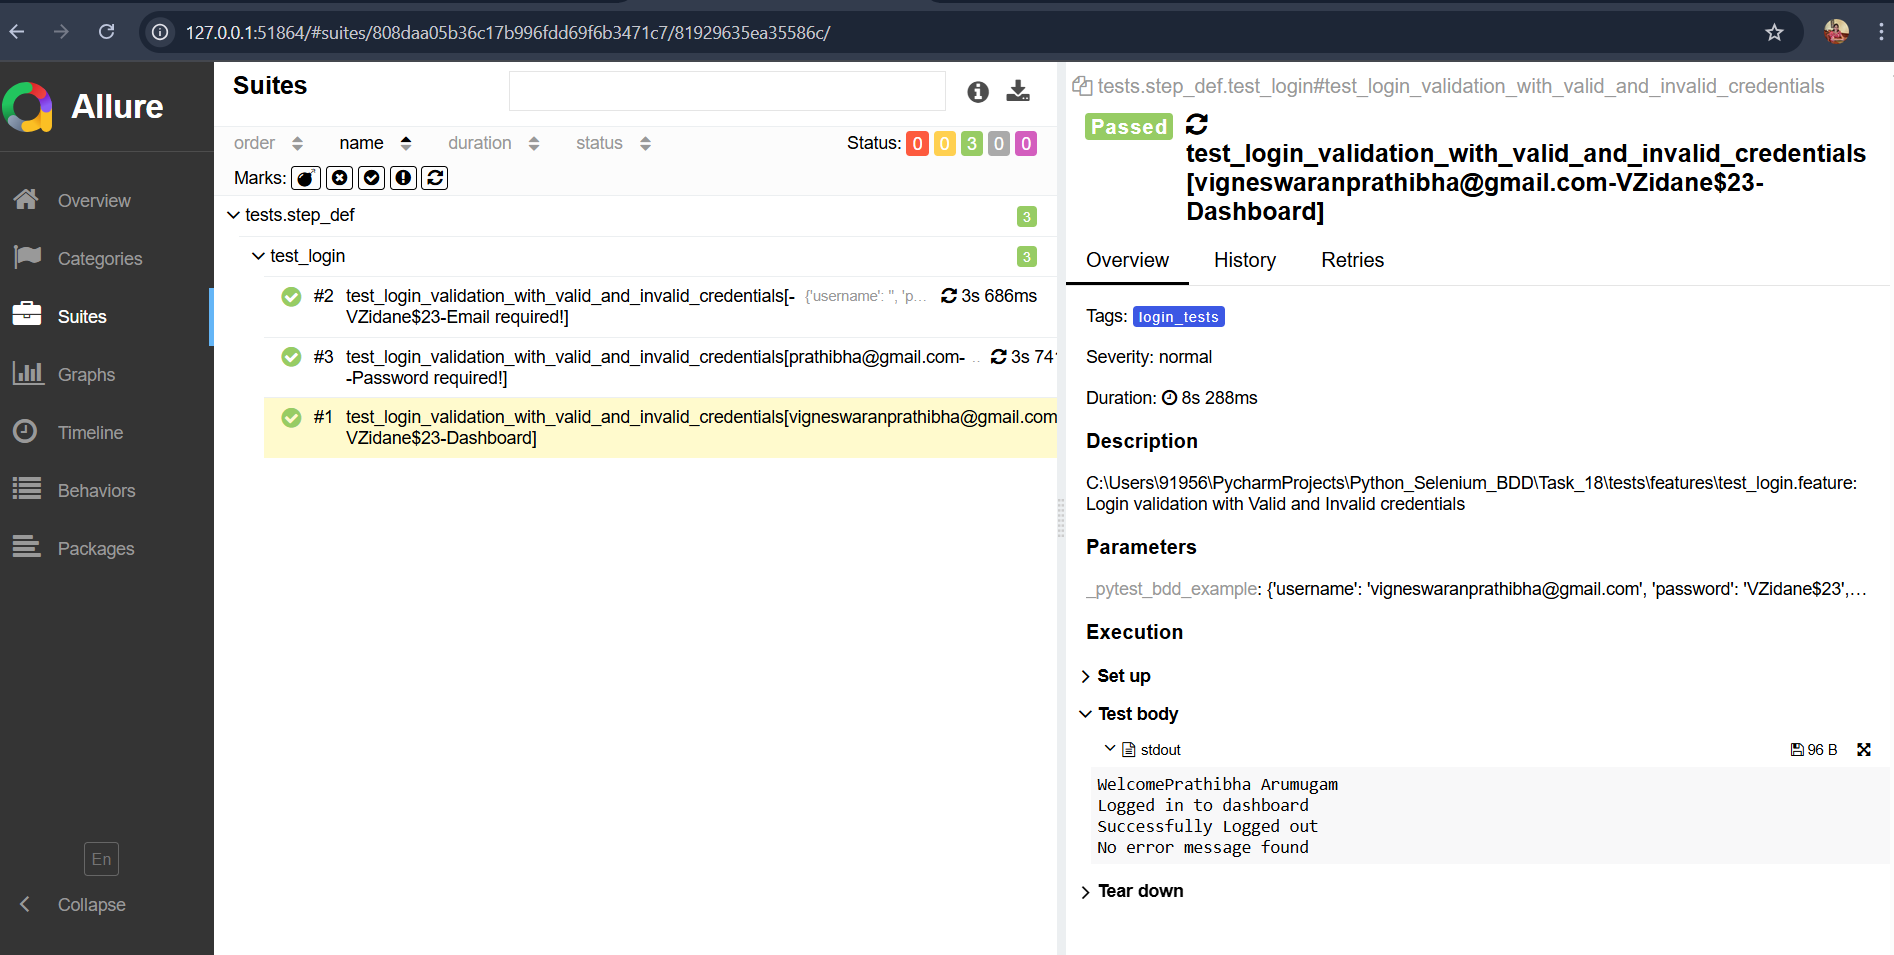 127.0.0.1:51864/#suites/808daa05b36c17b996fdd69f6b3471c7/81929635ea35586c/
Allure
Overview
Categories
Suites
Graphs
Timeline
Behaviors
Packages
En
Collapse
Suites
order name duration status Status: 0 0 3 0 0
Marks:
tests.step_def 3
test_login 3
#2 test_login_validation_with_valid_and_invalid_credentials[- {'username': '', 'p... 3s 686ms
VZidane$23-Email required!]
#3 test_login_validation_with_valid_and_invalid_credentials[prathibha@gmail.com- .. 3s 741
-Password required!]
#1 test_login_validation_with_valid_and_invalid_credentials[vigneswaranprathibha@gmail.com
VZidane$23-Dashboard]
tests.step_def.test_login#test_login_validation_with_valid_and_invalid_credentials
Passed
test_login_validation_with_valid_and_invalid_credentials
[vigneswaranprathibha@gmail.com-VZidane$23-
Dashboard]
Overview History Retries
Tags: login_tests
Severity: normal
Duration: 8s 288ms
Description
C:\Users\91956\PycharmProjects\Python_Selenium_BDD\Task_18\tests\features\test_login.feature:
Login validation with Valid and Invalid credentials
Parameters
_pytest_bdd_example: {'username': 'vigneswaranprathibha@gmail.com', 'password': 'VZidane$23',...
Execution
Set up
Test body
stdout 96 B
WelcomePrathibha Arumugam
Logged in to dashboard
Successfully Logged out
No error message found
Tear down